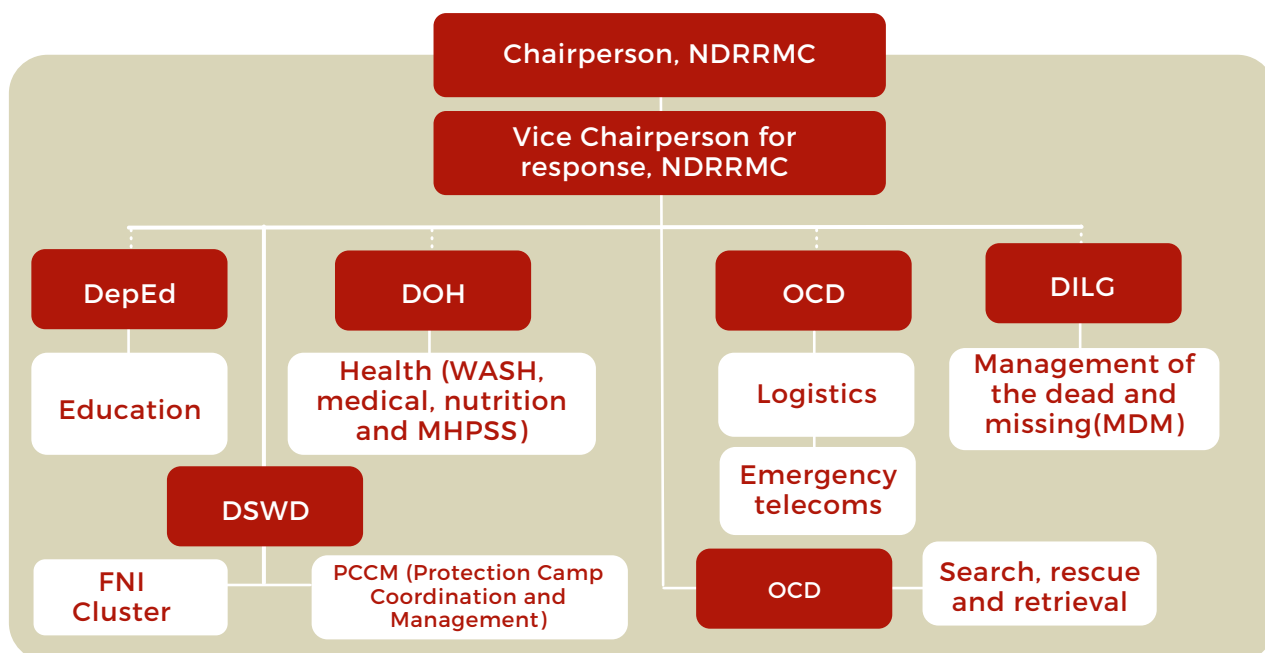 Chairperson, NDRRMC
Vice Chairperson for
response, NDRRMC
DepEd
DOH
OCD
DILG
Education
Health (WASH,
medical, nutrition
and MHPSS)
Logistics
Management of
the dead and
missing(MDM)
Emergency
telecoms
DSWD
FNI
Cluster
PCCM (Protection Camp
Coordination and
Management)
OCD
Search, rescue
and retrieval